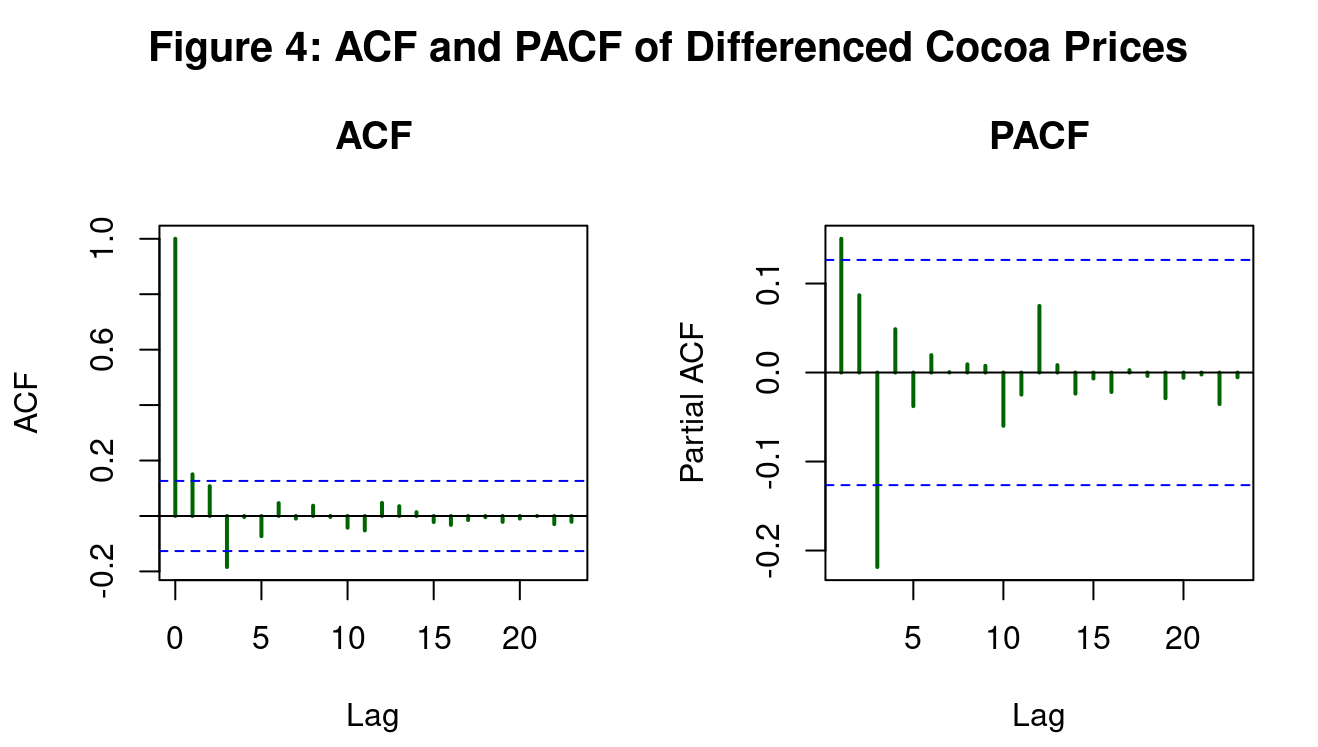 Figure 4: ACF and PACF of Differenced Cocoa Prices
ACF
PACF
ACF
-0.2
0.2
0.6
1.0
0
5
10
15
20
Lag
Partial ACF
-0.2
-0.1
0.0
0.1
5
10
15
20
Lag